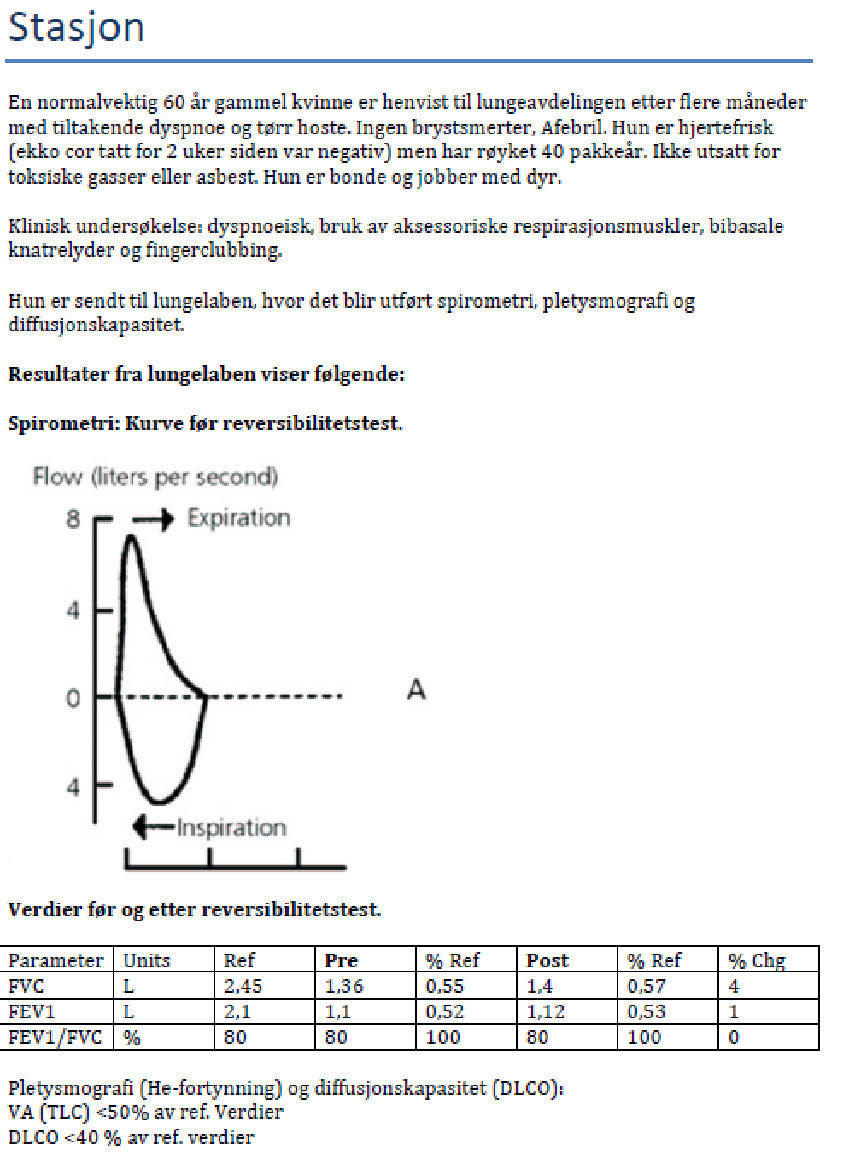 Stasjon
En normalvektig 60 år gammel kvinne er henvist til lungeavdelingen etter flere måneder
med tiltakende dyspnoe og tørr hoste. Ingen brystsmerter, Afebril. Hun er hjertefrisk
(ekko cor tatt for 2 uker siden var negativ) men har røyket 40 pakkeår. Ikke utsatt for
toksiske gasser eller asbest. Hun er bonde og jobber med dyr.
Klinisk undersøkelse: dyspnoeisk, bruk av aksessoriske respirasjonsmuskler, bibasale
knatrelyder og fingerclubbing.
Hun er sendt til lungelaben, hvor det blir utført spirometri, pletysmografi og
diffusjonskapasitet.
Resultater fra lungelaben viser følgende:
Spirometri: Kurve før reversibilitetstest.
Flow (liters per second)
8 Expiration
4
0 A
4
Inspiration
Verdier før og etter reversibilitetstest.
Parameter Units Ref Pre % Ref Post % Ref % Chg
FVC L 2,45 1,36 0,55 1,4 0,57 4
FEV1 L 2,1 1,1 0,52 1,12 0,53 1
FEV1/FVC % 80 80 100 80 100 0
Pletysmografi (He-fortynning) og diffusjonskapasitet (DLCO):
VA (TLC) <50% av ref. Verdier
DLCO <40 % av ref. verdier